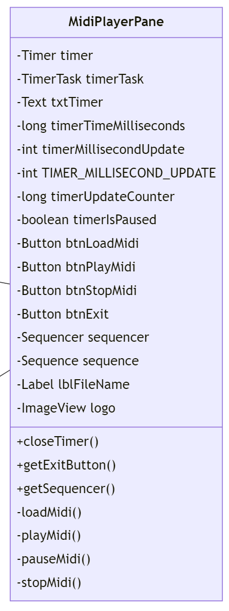 MidiPlayerPane
-Timer timer
-TimerTask timerTask
-Text txtTimer
-long timerTimeMilliseconds
-int timerMillisecondUpdate
-int TIMER_MILLISECOND_UPDATE
-long timerUpdateCounter
-boolean timerIsPaused
-Button btnLoadMidi
-Button btnPlayMidi
-Button btnStopMidi
-Button btnExit
-Sequencer sequencer
-Sequence sequence
-Label lblFileName
-ImageView logo
+closeTimer()
+getExitButton()
+getSequencer()
-loadMidi()
-playMidi()
-pauseMidi()
-stopMidi()